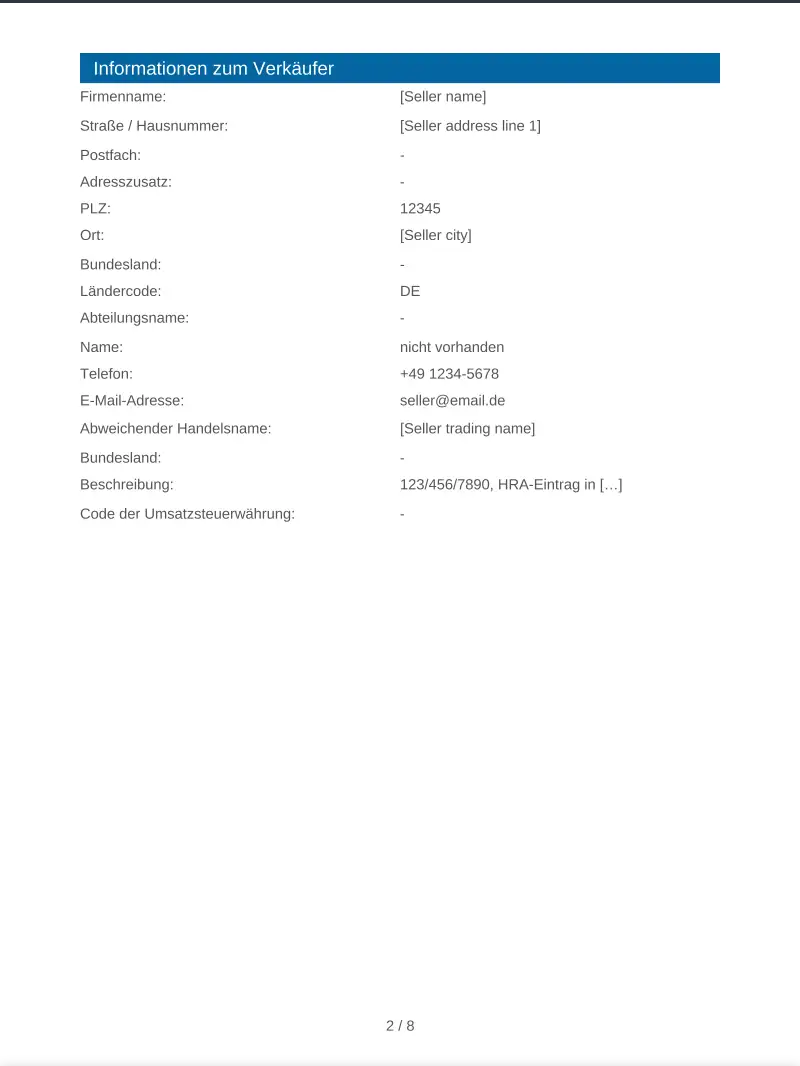 Informationen zum Verkäufer
Firmenname: [Seller name]
Straße / Hausnummer: [Seller address line 1]
Postfach: -
Adresszusatz: -
PLZ: 12345
Ort: [Seller city]
Bundesland: -
Ländercode: DE
Abteilungsname: -
Name: nicht vorhanden
Telefon: +49 1234-5678
E-Mail-Adresse: seller@email.de
Abweichender Handelsname: [Seller trading name]
Bundesland: -
Beschreibung: 123/456/7890, HRA-Eintrag in […]
Code der Umsatzsteuerwährung: -
2 / 8